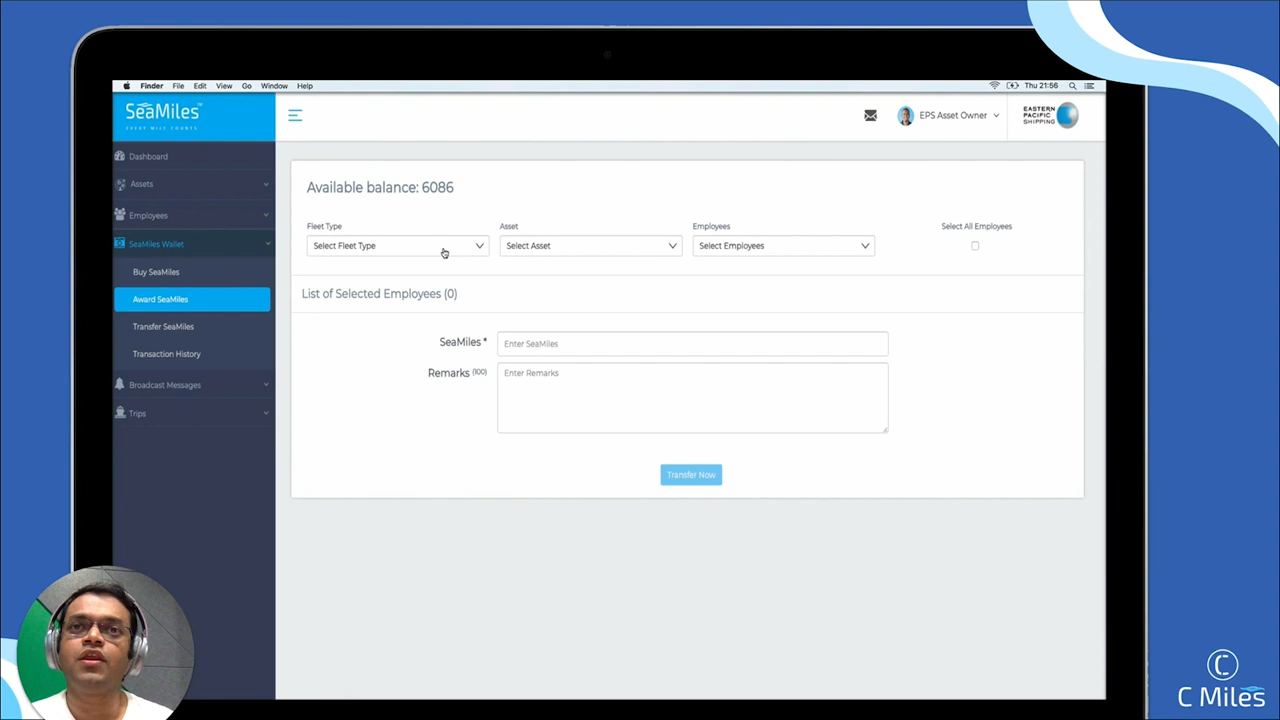 Finder File Edit View Go Window Help Thu 21:56
SeaMiles™
EVERY MILE COUNTS
EPS Asset Owner
EASTERN
PACIFIC
SHIPPING
Dashboard
Assets
Employees
SeaMiles Wallet
Buy SeaMiles
Award SeaMiles
Transfer SeaMiles
Transaction History
Broadcast Messages
Trips
Available balance: 6086
Fleet Type Asset Employees Select All Employees
Select Fleet Type Select Asset Select Employees
List of Selected Employees (0)
SeaMiles * Enter SeaMiles
Remarks (100) Enter Remarks
Transfer Now
C
C Miles